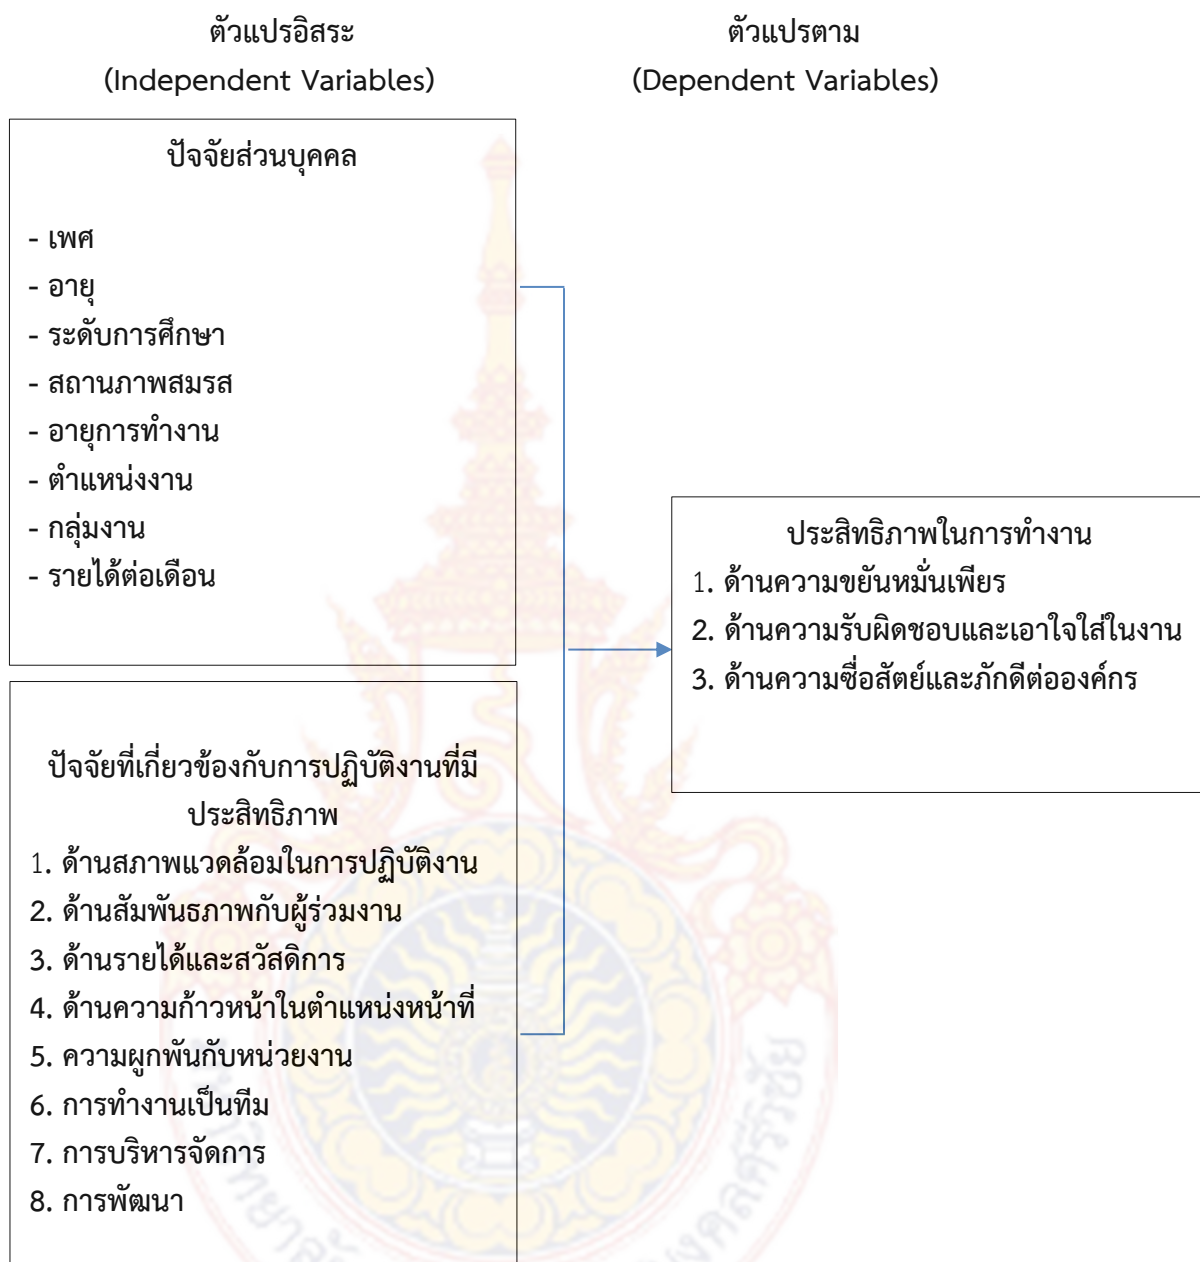 ตัวแปรอิสระ
(Independent Variables)
ตัวแปรตาม
(Dependent Variables)
ปัจจัยส่วนบุคคล
- เพศ
- อายุ
- ระดับการศึกษา
- สถานภาพสมรส
- อายุการทำงาน
- ตำแหน่งงาน
- กลุ่มงาน
- รายได้ต่อเดือน
ปัจจัยที่เกี่ยวข้องกับการปฏิบัติงานที่มี
ประสิทธิภาพ
1. ด้านสภาพแวดล้อมในการปฏิบัติงาน
2. ด้านสัมพันธภาพกับผู้ร่วมงาน
3. ด้านรายได้และสวัสดิการ
4. ด้านความก้าวหน้าในตำแหน่งหน้าที่
5. ความผูกพันกับหน่วยงาน
6. การทำงานเป็นทีม
7. การบริหารจัดการ
8. การพัฒนา
ประสิทธิภาพในการทำงาน
1. ด้านความขยันหมั่นเพียร
2. ด้านความรับผิดชอบและเอาใจใส่ในงาน
3. ด้านความซื่อสัตย์และภักดีต่อองค์กร